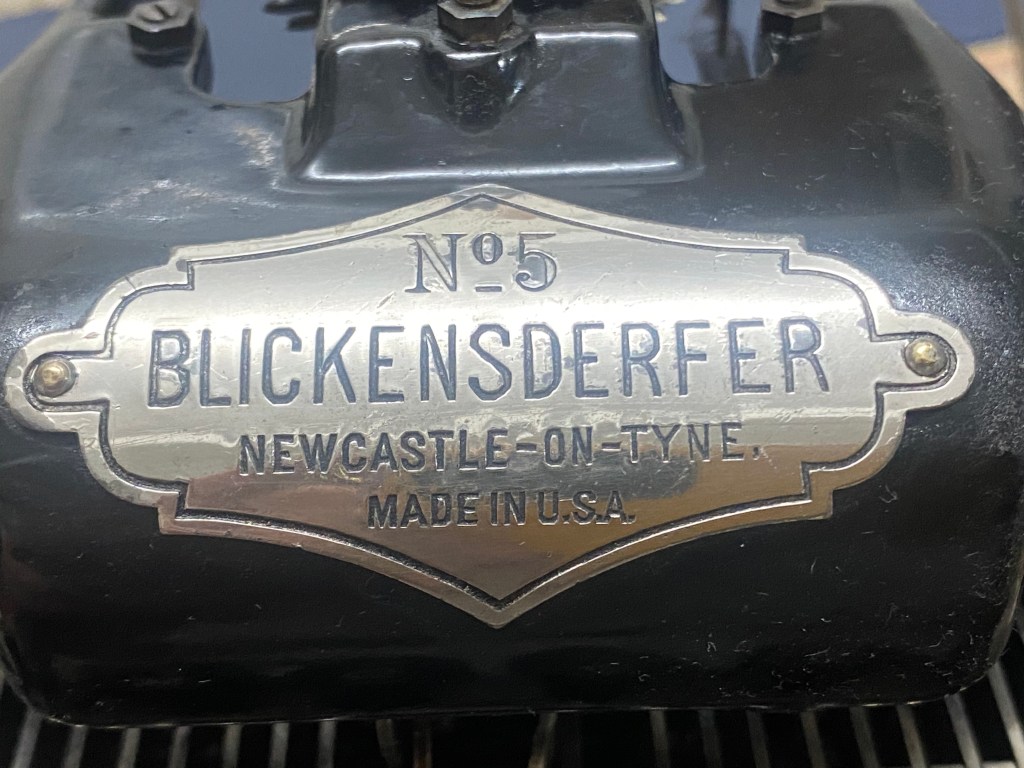 Nº5
BLICKENSDERFER
NEWCASTLE-ON-TYNE.
MADE IN U.S.A.